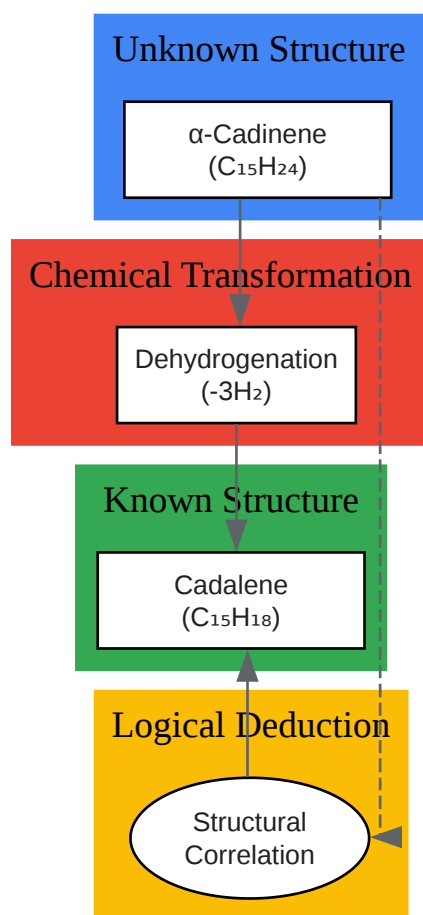 Unknown Structure
α-Cadinene
(C₁₅H₂₄)
Chemical Transformation
Dehydrogenation
(-3H₂)
Known Structure
Cadalene
(C₁₅H₁₈)
Logical Deduction
Structural
Correlation